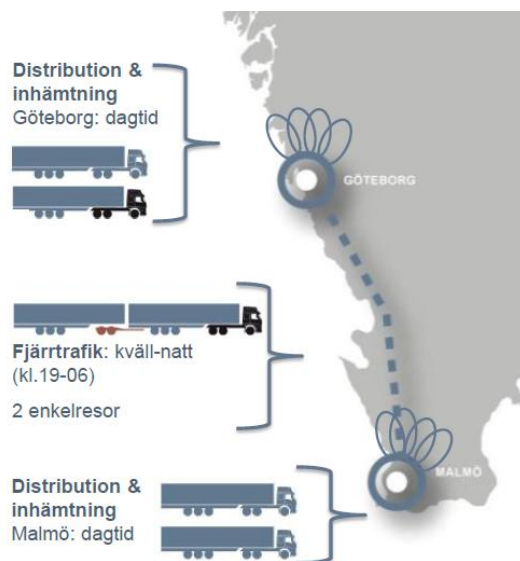 Distribution &
inhämtning
Göteborg: dagtid
GÖTEBORG
Fjärrtrafik: kväll-natt
(kl.19-06)
2 enkelresor
Distribution &
inhämtning
Malmö: dagtid
MALMÖ